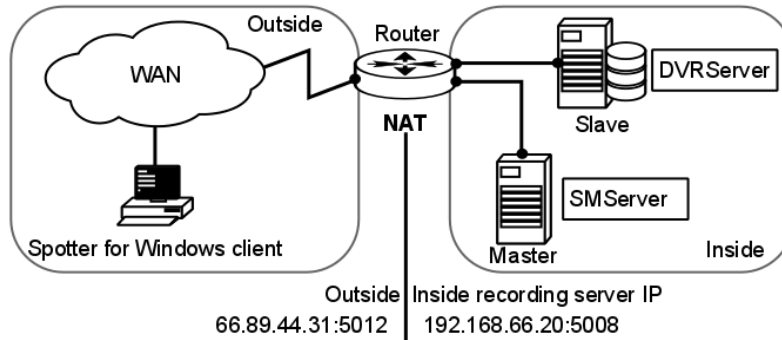 Outside
Router
WAN
DVRServer
NAT
Slave
SMServer
Spotter for Windows client
Master
Inside
Outside Inside recording server IP
66.89.44.31:5012 192.168.66.20:5008